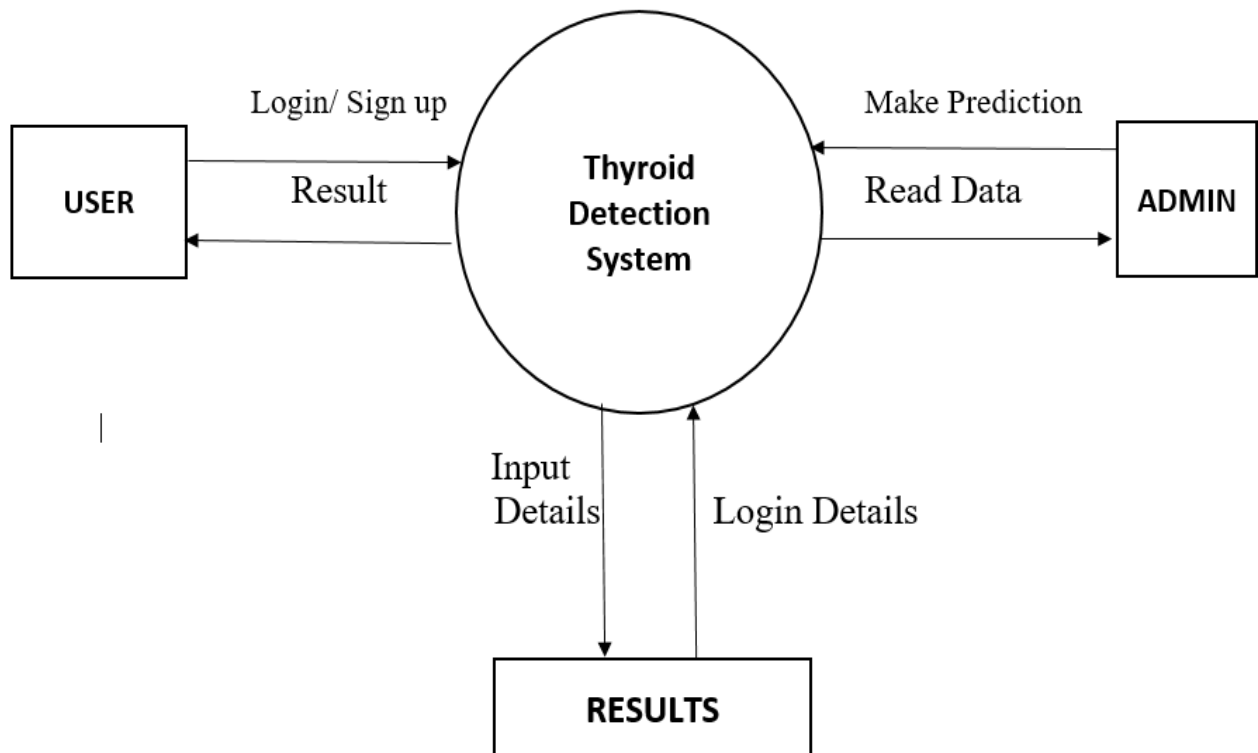 Login/ Sign up
USER
Result
Thyroid
Detection
System
Make Prediction
Read Data
ADMIN
Input
Details
Login Details
RESULTS